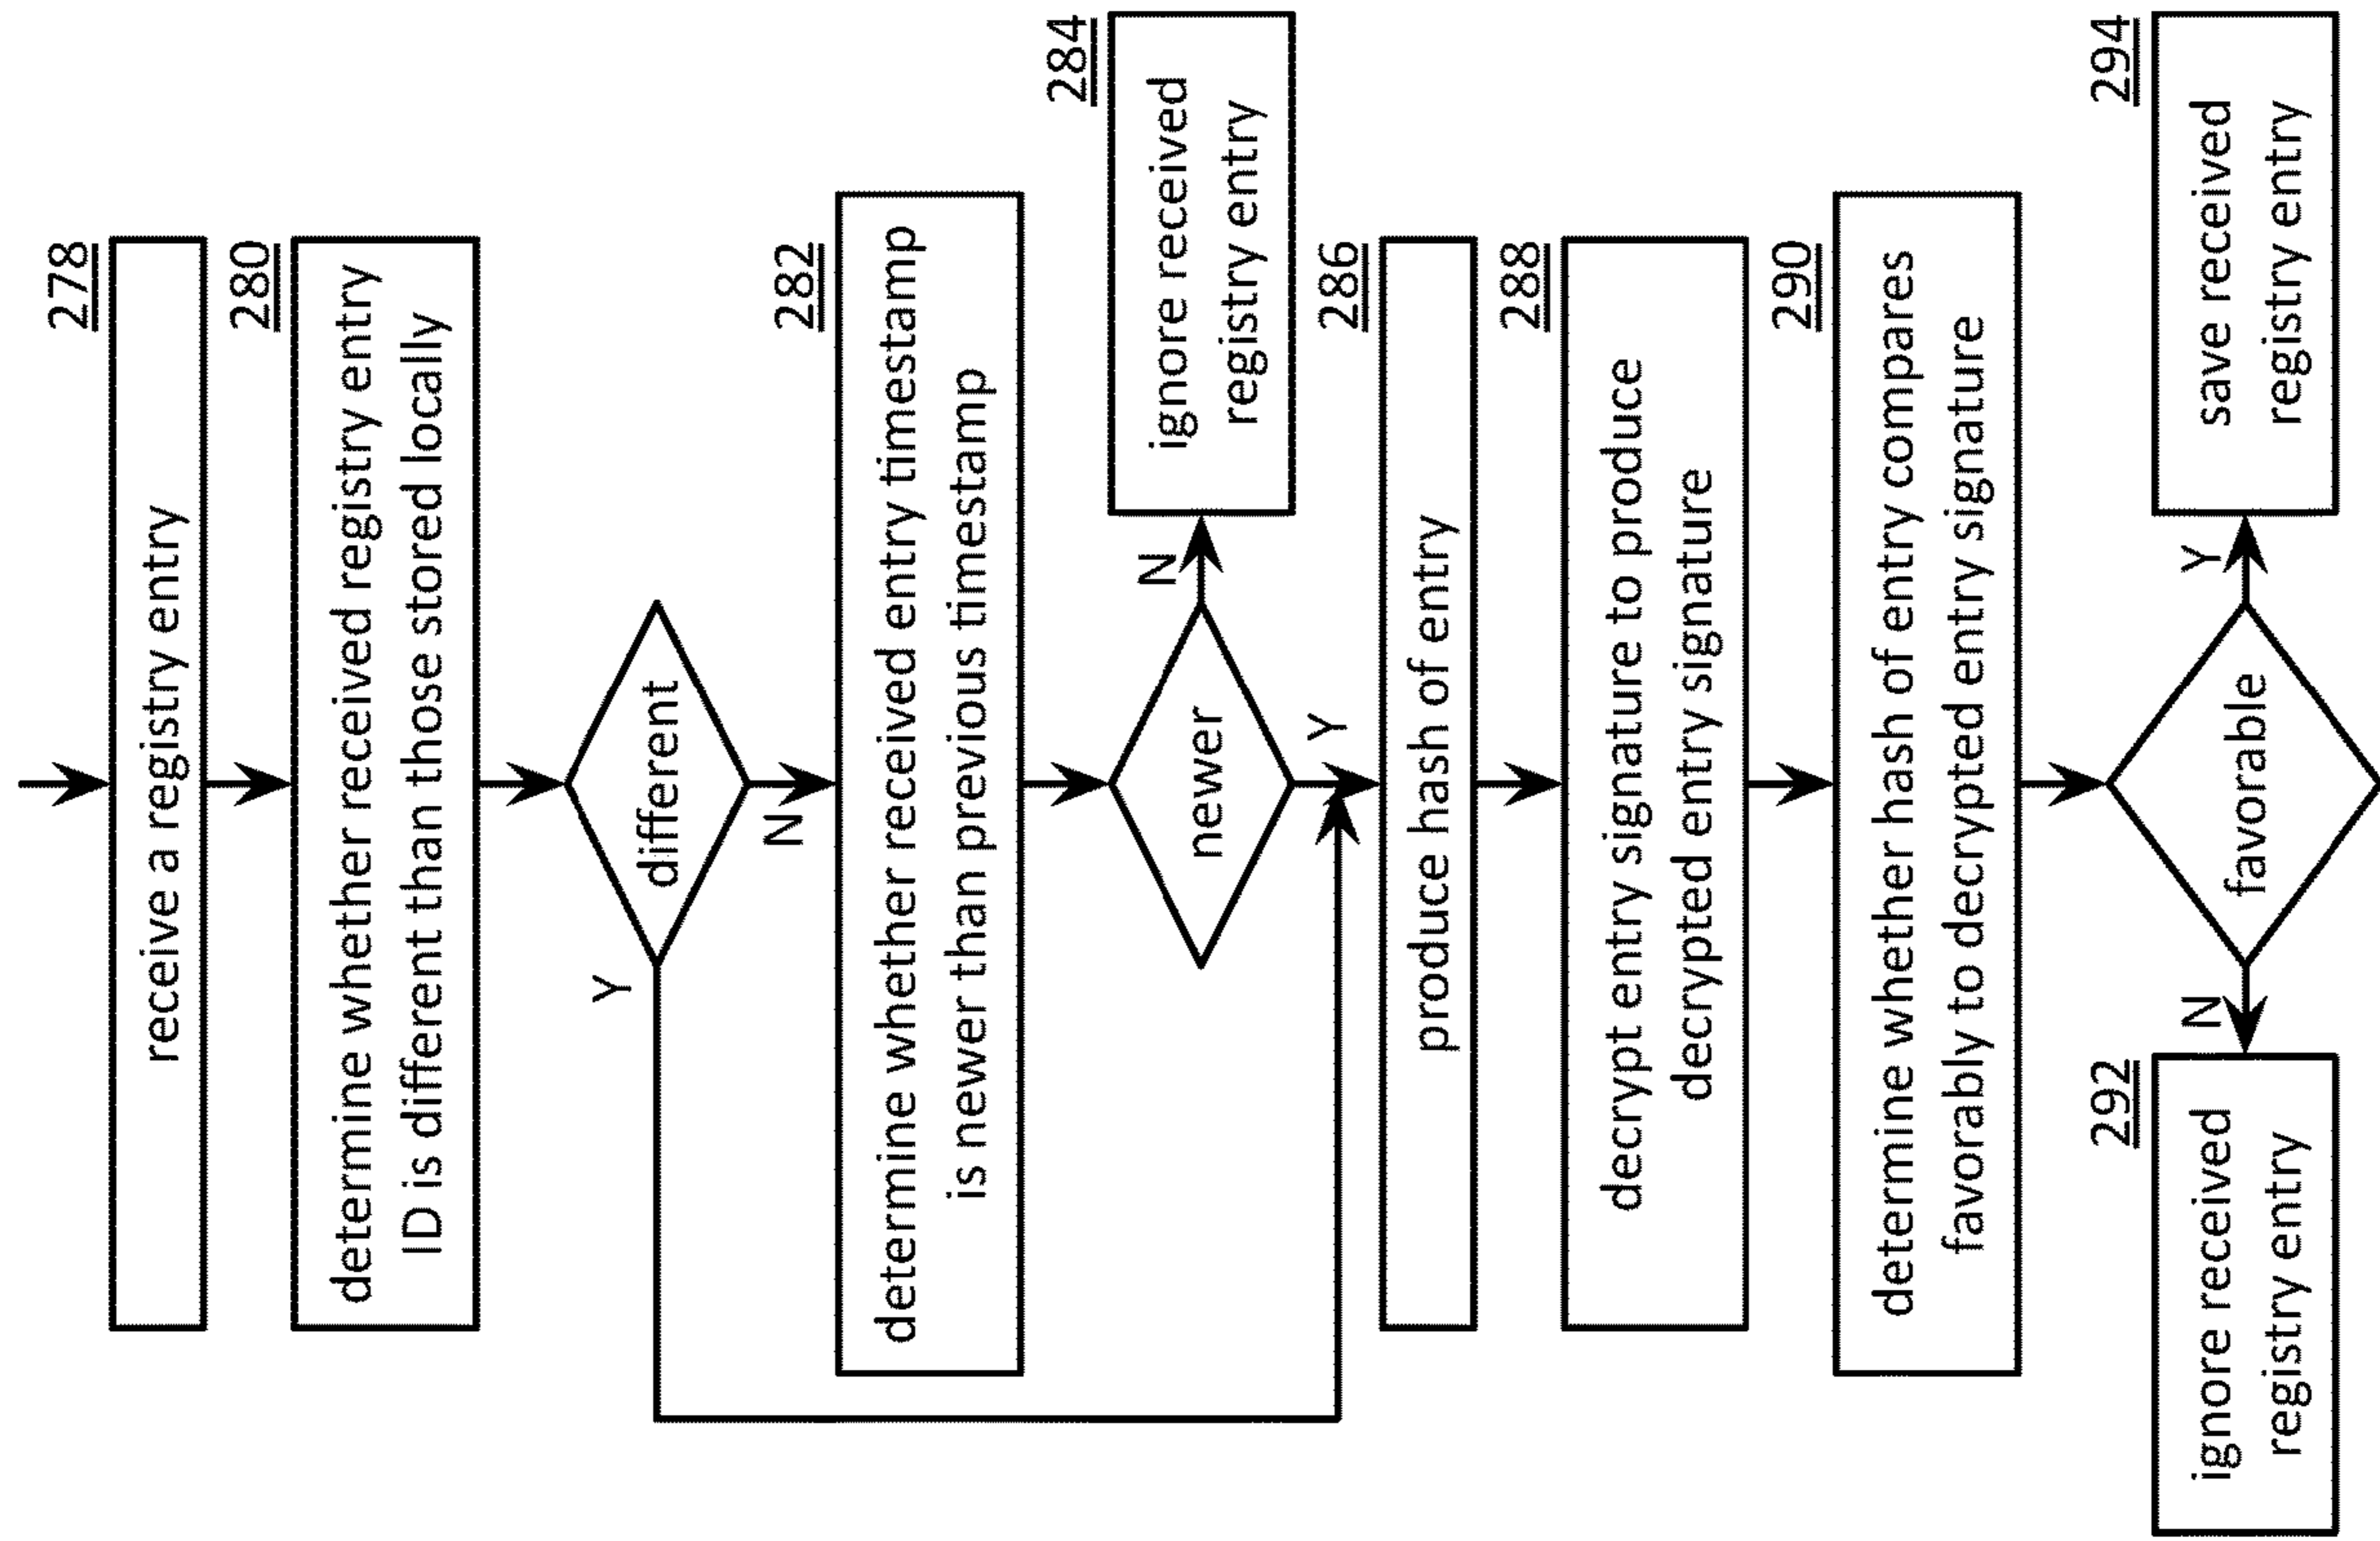 278
receive a registry entry
280
determine whether received registry entry
ID is different than those stored locally
different
Y
N
282
determine whether received entry timestamp
is newer than previous timestamp
newer
N
284
ignore received
registry entry
Y
286
produce hash of entry
288
decrypt entry signature to produce
decrypted entry signature
290
determine whether hash of entry compares
favorably to decrypted entry signature
favorable
N
Y
292
ignore received
registry entry
294
save received
registry entry